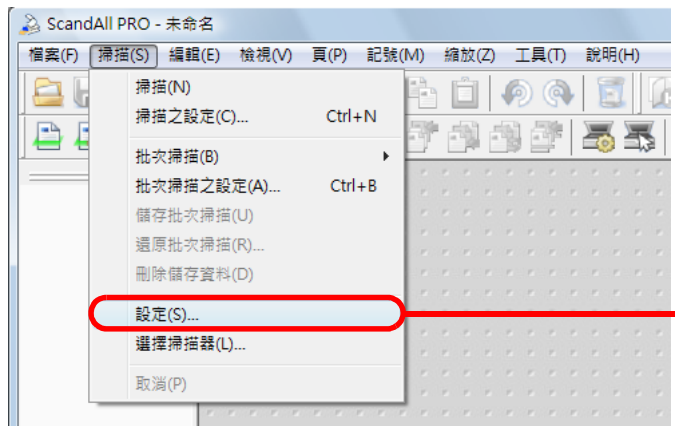 ScandAll PRO - 未命名
檔案(F) 掃描(S) 編輯(E) 檢視(V) 頁(P) 記號(M) 縮放(Z) 工具(T) 說明(H)
掃描(N)
掃描之設定(C)... Ctrl+N
批次掃描(B)
批次掃描之設定(A)... Ctrl+B
儲存批次掃描(U)
還原批次掃描(R)...
刪除儲存資料(D)
設定(S)...
選擇掃描器(L)...
取消(P)